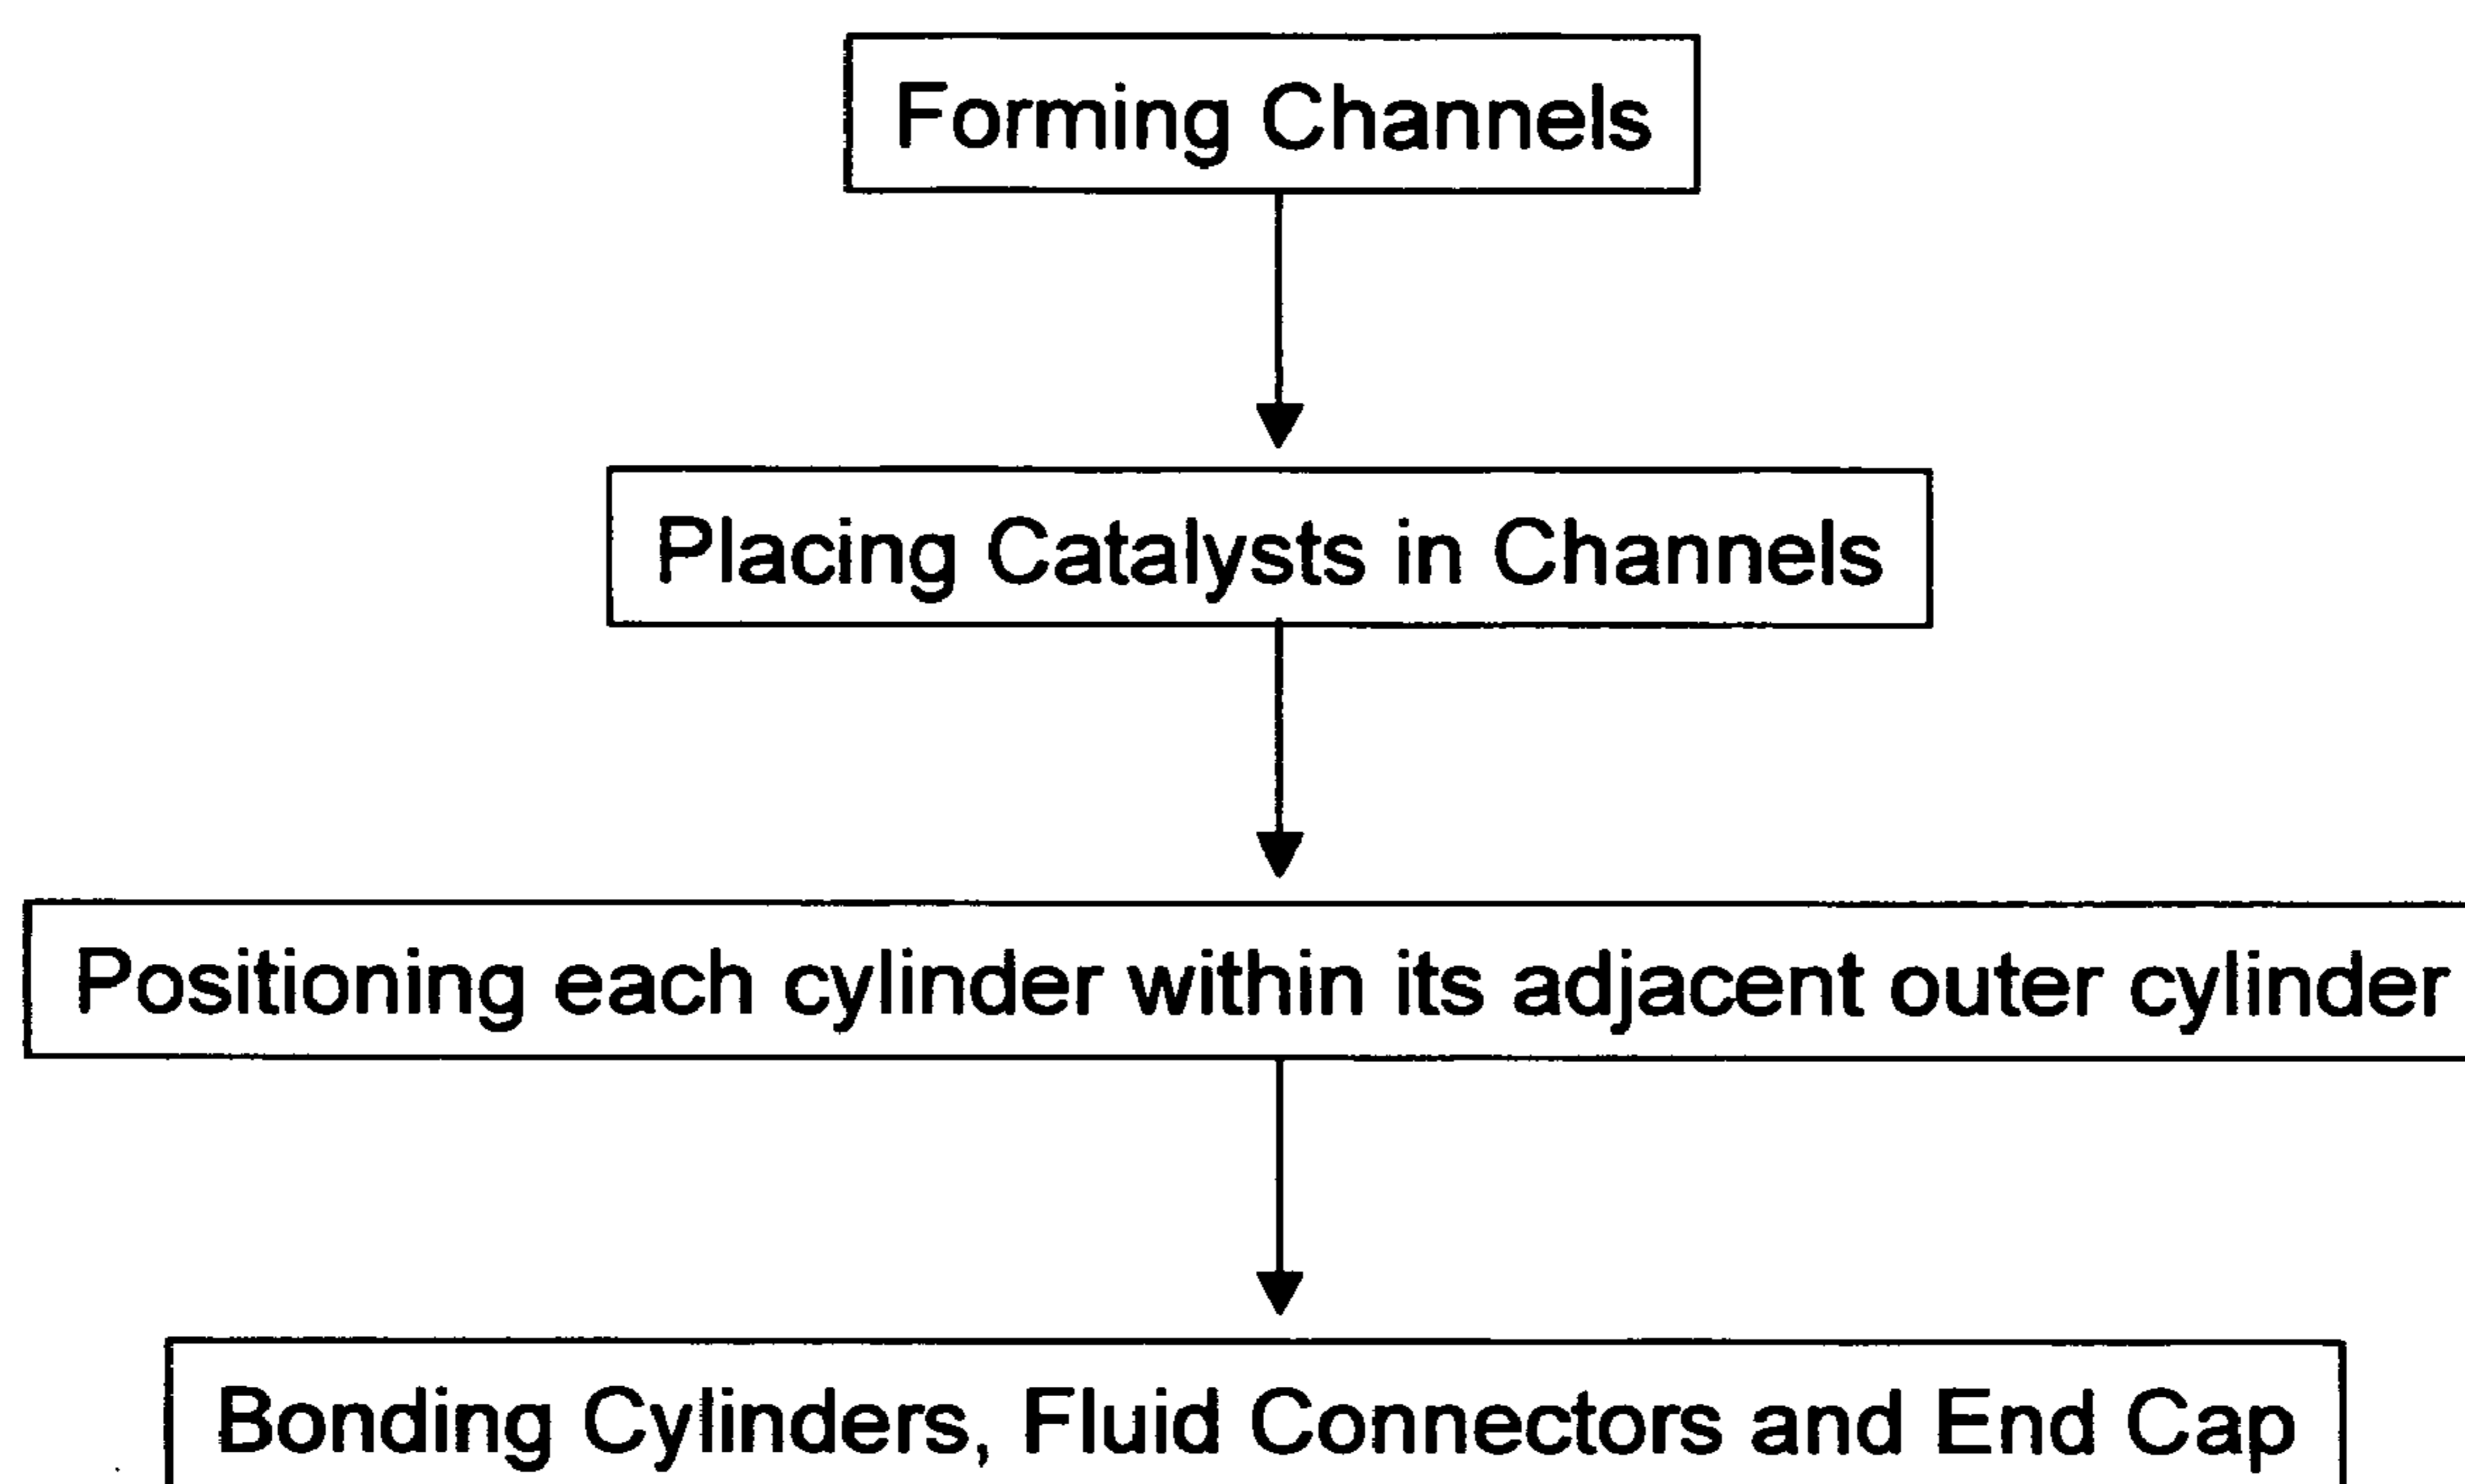 Forming Channels
Placing Catalysts in Channels
Positioning each cylinder within its adjacent outer cylinder
Bonding Cylinders, Fluid Connectors and End Cap